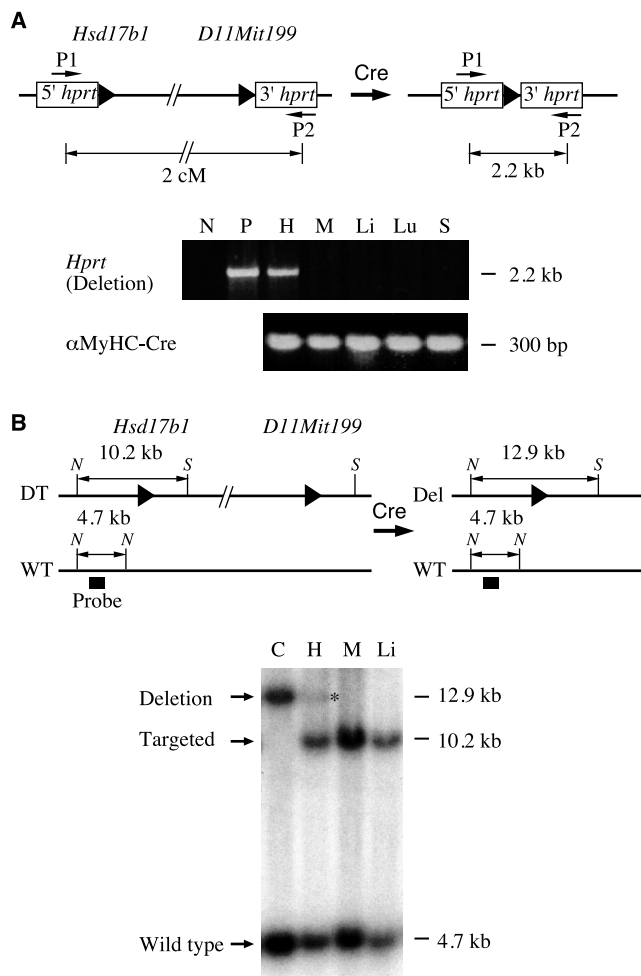 A
Hsd17b1 D11Mit199
P1 P1
Cre
5' hprt 3' hprt 5' hprt 3' hprt
P2 P2
2 cM 2.2 kb
N P H M Li Lu S
Hprt
(Deletion) 2.2 kb
αMyHC-Cre 300 bp
B
Hsd17b1 D11Mit199
10.2 kb 12.9 kb
N S S N S
DT Del
4.7 kb Cre 4.7 kb
N N N N
WT WT
Probe
C H M Li
Deletion * 12.9 kb
Targeted 10.2 kb
Wild type 4.7 kb